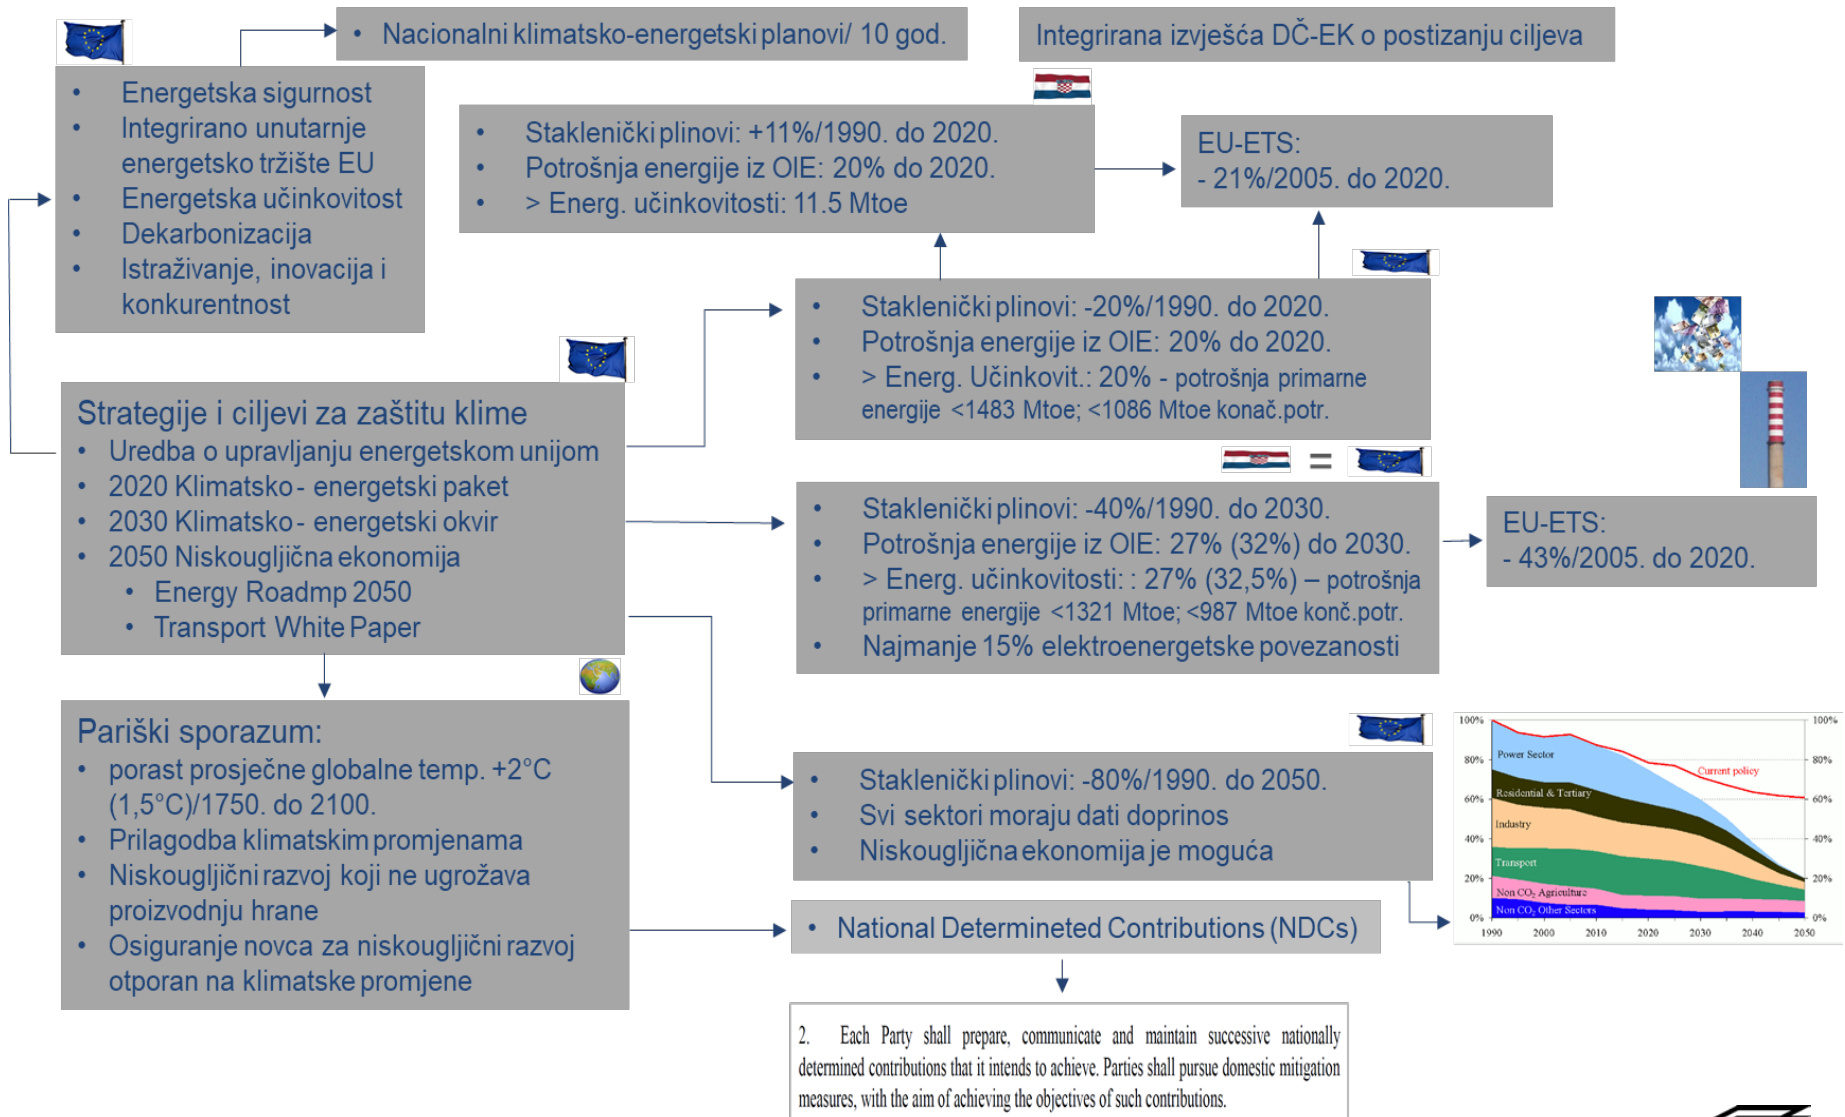 • Nacionalni klimatsko-energetski planovi/ 10 god.
Integrirana izvješća DČ-EK o postizanju ciljeva
• Energetska sigurnost
• Integrirano unutarnje
energetsko tržište EU
• Energetska učinkovitost
• Dekarbonizacija
• Istraživanje, inovacija i
konkurentnost
• Staklenički plinovi: +11%/1990. do 2020.
• Potrošnja energije iz OIE: 20% do 2020.
• > Energ. učinkovitosti: 11.5 Mtoe
EU-ETS:
- 21%/2005. do 2020.
• Staklenički plinovi: -20%/1990. do 2020.
• Potrošnja energije iz OIE: 20% do 2020.
• > Energ. Učinkovit.: 20% - potrošnja primarne
energije <1483 Mtoe; <1086 Mtoe konač.potr.
Strategije i ciljevi za zaštitu klime
• Uredba o upravljanju energetskom unijom
• 2020 Klimatsko- energetski paket
• 2030 Klimatsko- energetski okvir
• 2050 Niskougljična ekonomija
• Energy Roadmp 2050
• Transport White Paper
=
• Staklenički plinovi: -40%/1990. do 2030.
• Potrošnja energije iz OIE: 27% (32%) do 2030.
• > Energ. učinkovitosti: : 27% (32,5%) – potrošnja
primarne energije <1321 Mtoe; <987 Mtoe konč.potr.
• Najmanje 15% elektroenergetske povezanosti
EU-ETS:
- 43%/2005. do 2020.
Pariški sporazum:
• porast prosječne globalne temp. +2°C
(1,5°C)/1750. do 2100.
• Prilagodba klimatskim promjenama
• Niskougljični razvoj koji ne ugrožava
proizvodnju hrane
• Osiguranje novca za niskougljični razvoj
otporan na klimatske promjene
• Staklenički plinovi: -80%/1990. do 2050.
• Svi sektori moraju dati doprinos
• Niskougljična ekonomija je moguća
100% 100%
80% 80%
60% 60%
40% 40%
20% 20%
0% 0%
Power Sector
Current policy
Residential & Tertiary
Industry
Transport
Non CO₂ Agriculture
Non CO₂ Other Sectors
1990 2000 2010 2020 2030 2040 2050
• National Determineted Contributions (NDCs)
2. Each Party shall prepare, communicate and maintain successive nationally
determined contributions that it intends to achieve. Parties shall pursue domestic mitigation
measures, with the aim of achieving the objectives of such contributions.